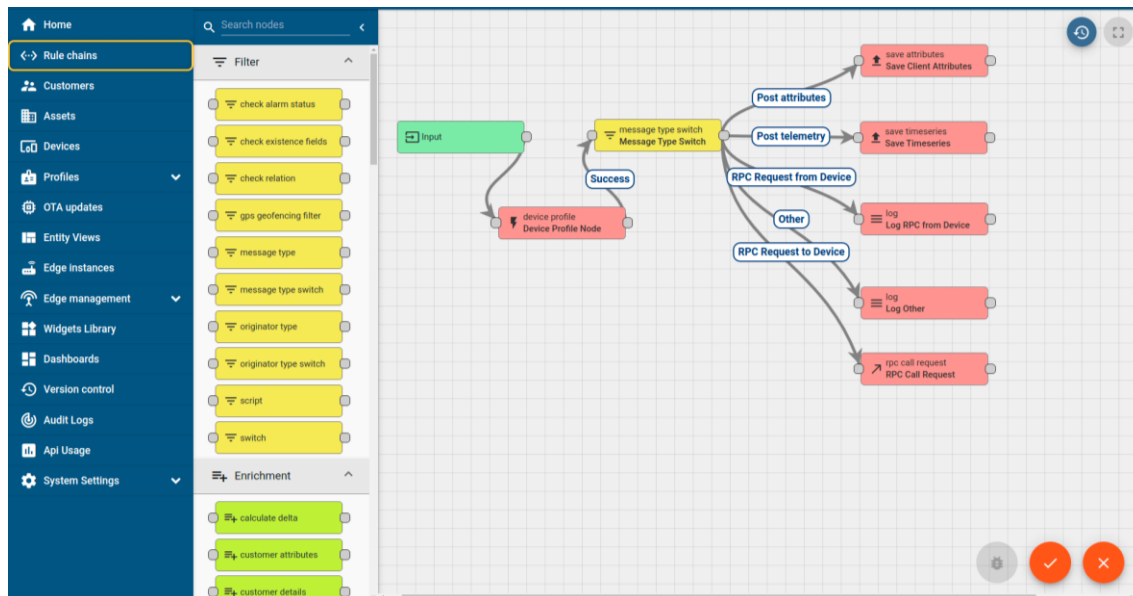 Home
Rule chains
Customers
Assets
Devices
Profiles
OTA updates
Entity Views
Edge instances
Edge management
Widgets Library
Dashboards
Version control
Audit Logs
Api Usage
System Settings
Search nodes
Filter
check alarm status
check existence fields
check relation
gps geofencing filter
message type
message type switch
originator type
originator type switch
script
switch
Enrichment
calculate delta
customer attributes
customer details
Input
device profile
Device Profile Node
Success
message type switch
Message Type Switch
Post attributes
Post telemetry
RPC Request from Device
Other
RPC Request to Device
save attributes
Save Client Attributes
save timeseries
Save Timeseries
log
Log RPC from Device
log
Log Other
rpc call request
RPC Call Request